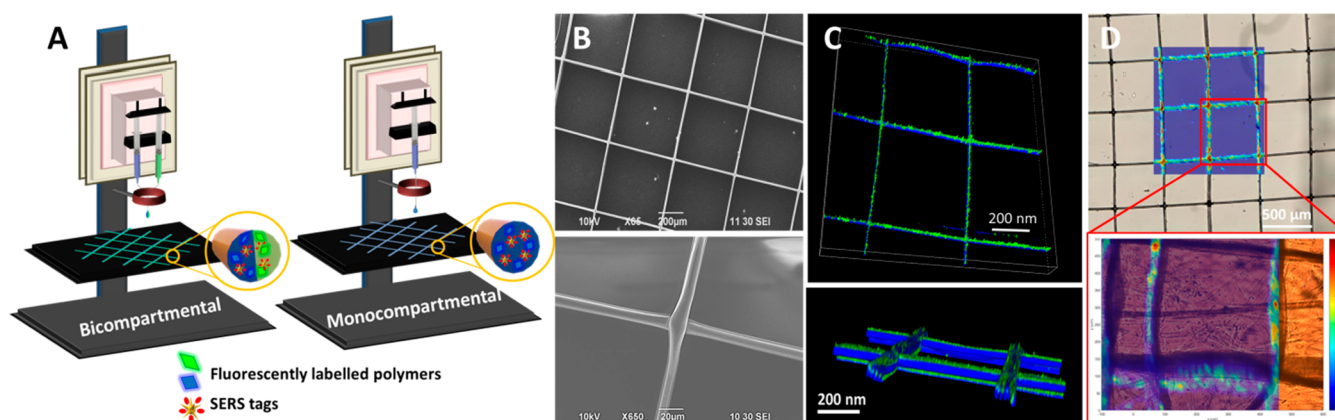 A
Bicompartmental
Monocompartmental
Fluorescently labelled polymers
SERS tags
B
10kV X65 200µm 11 30 SEI
10kV X650 20µm 10 30 SEI
C
200 nm
200 nm
D
500 µm